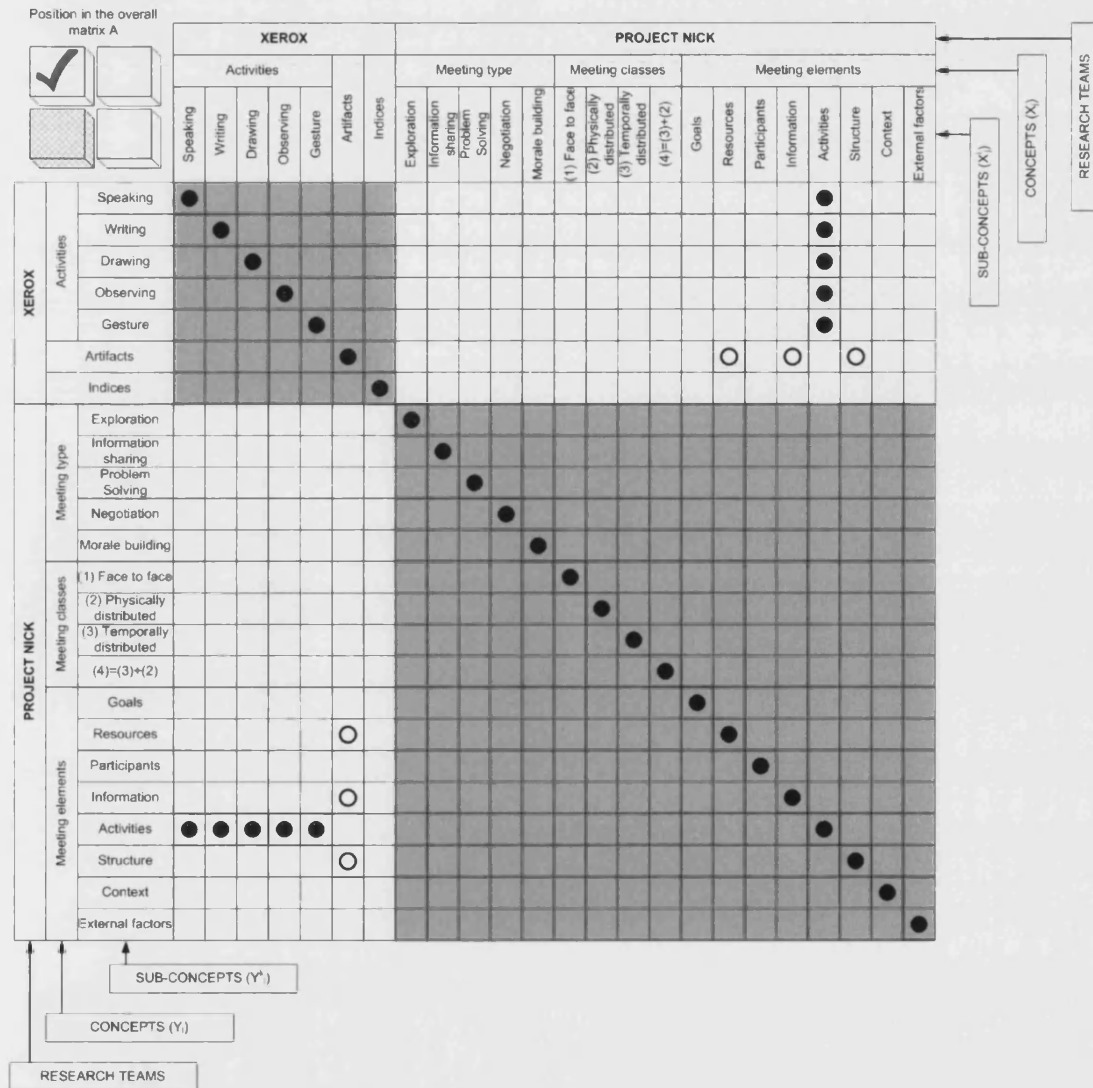 Position in the overall
matrix A
XEROX
PROJECT NICK
Activities
Artifacts
Indices
Meeting type
Meeting classes
Meeting elements
Speaking
Writing
Drawing
Observing
Gesture
Exploration
Information
sharing
Problem
Solving
Negotiation
Morale building
(1) Face to face
(2) Physically
distributed
(3) Temporally
distributed
(4)=(3)+(2)
Goals
Resources
Participants
Information
Activities
Structure
Context
External factors
SUB-CONCEPTS (X
CONCEPTS (Xj)
RESEARCH TEAMS
XEROX
Activities
Speaking
Writing
Drawing
Observing
Gesture
Artifacts
Indices
PROJECT NICK
Meeting type
Exploration
Information
sharing
Problem
Solving
Negotiation
Morale building
Meeting classes
(1) Face to face
(2) Physically
distributed
(3) Temporally
distributed
(4)=(3)+(2)
Meeting elements
Goals
Resources
Participants
Information
Activities
Structure
Context
External factors
SUB-CONCEPTS (Y
CONCEPTS (Yi)
RESEARCH TEAMS